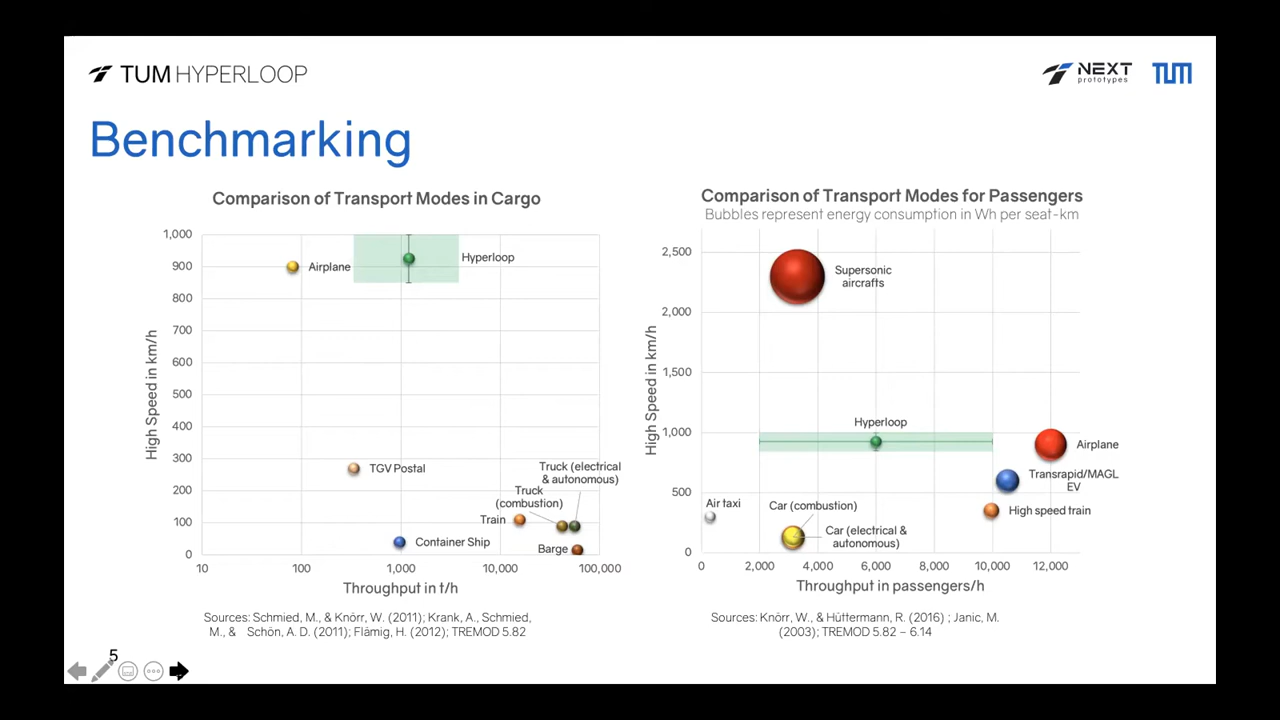 TUM HYPERLOOP
NEXT
prototypes
TUM
Benchmarking
Comparison of Transport Modes in Cargo
1,000
900
800
700
600
500
400
300
200
100
0
High Speed in km/h
Airplane
Hyperloop
TGV Postal
Truck (electrical
& autonomous)
Truck
(combustion)
Train
Container Ship
Barge
10
100
1,000
10,000
100,000
Throughput in t/h
Sources: Schmied, M., & Knörr, W. (2011); Krank, A., Schmied,
M., & Schön, A. D. (2011); Flämig, H. (2012); TREMOD 5.82
Comparison of Transport Modes for Passengers
Bubbles represent energy consumption in Wh per seat-km
2,500
2,000
1,500
1,000
500
0
High Speed in km/h
Supersonic
aircrafts
Hyperloop
Airplane
Transrapid/MAGL
EV
Air taxi
Car (combustion)
High speed train
Car (electrical &
autonomous)
0
2,000
4,000
6,000
8,000
10,000
12,000
Throughput in passengers/h
Sources: Knörr, W., & Hüttermann, R. (2016) ; Janic, M.
(2003); TREMOD 5.82 – 6.14
5